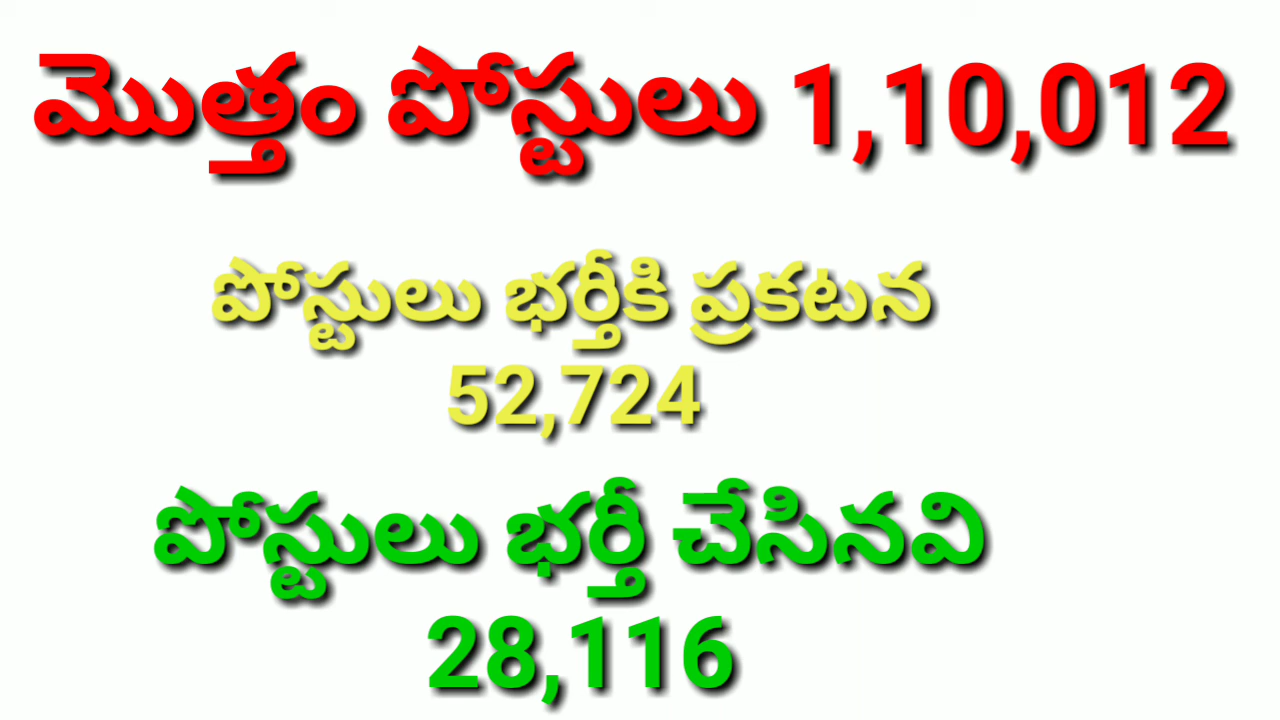 మొత్తం పోస్టులు 1,10,012
పోస్టులు భర్తీకి ప్రకటన
52,724
పోస్టులు భర్తీ చేసినవి
28,116